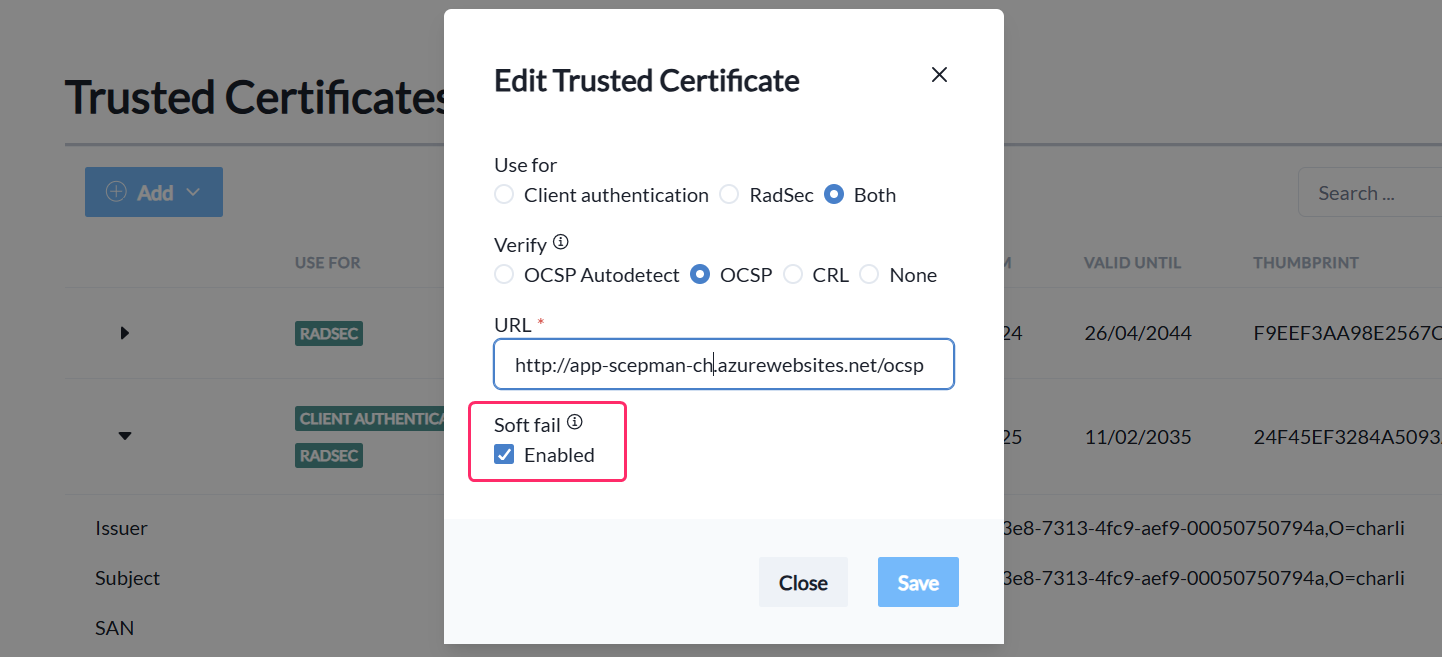 Trusted Certificates
Add
Search ...
USE FOR
VALID UNTIL
THUMBPRINT
RADSEC
24
26/04/2044
F9EEF3AA98E2567C
CLIENT AUTHENTICA
RADSEC
25
11/02/2035
24F45EF3284A5093
Issuer
3e8-7313-4fc9-aef9-00050750794a,O=charli
Subject
3e8-7313-4fc9-aef9-00050750794a,O=charli
SAN
Edit Trusted Certificate
Use for
Client authentication RadSec Both
Verify
OCSP Autodetect OCSP CRL None
URL *
http://app-scepman-ch.azurewebsites.net/ocsp
Soft fail
Enabled
Close Save